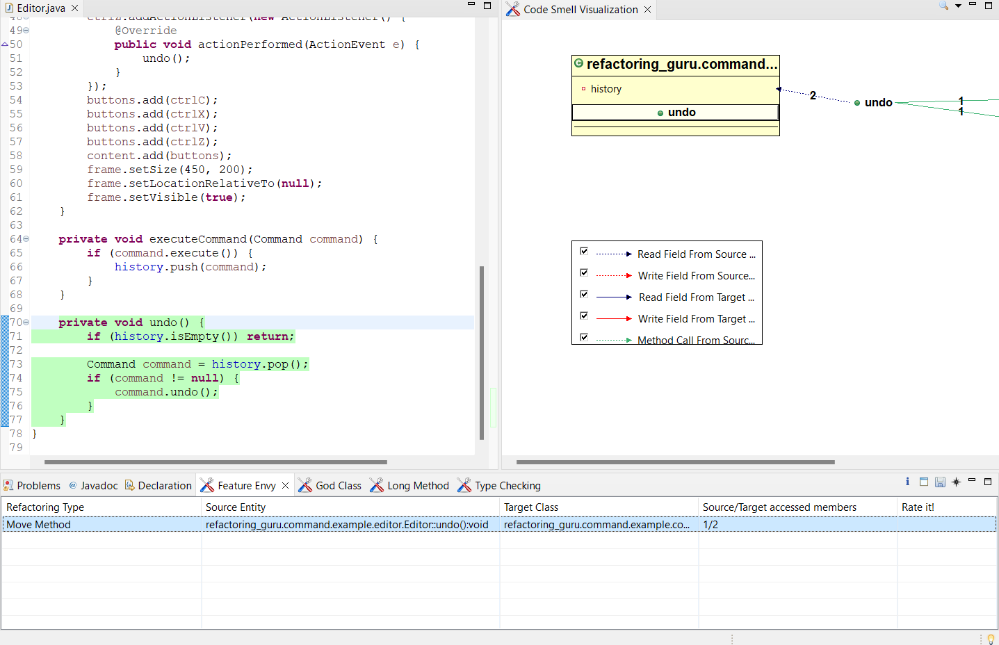 Editor.java
49 @Override
50 public void actionPerformed(ActionEvent e) {
51 undo();
52 }
53 });
54 buttons.add(ctrlC);
55 buttons.add(ctrlX);
56 buttons.add(ctrlV);
57 buttons.add(ctrlZ);
58 content.add(buttons);
59 frame.setSize(450, 200);
60 frame.setLocationRelativeTo(null);
61 frame.setVisible(true);
62 }
63
64 private void executeCommand(Command command) {
65 if (command.execute()) {
66 history.push(command);
67 }
68 }
69
70 private void undo() {
71 if (history.isEmpty()) return;
72
73 Command command = history.pop();
74 if (command != null) {
75 command.undo();
76 }
77 }
78 }
79
Code Smell Visualization
refactoring_guru.command...
history
undo
2
undo
1
1
Read Field From Source ...
Write Field From Source...
Read Field From Target ...
Write Field From Target ...
Method Call From Sourc...
Problems @ Javadoc Declaration Feature Envy God Class Long Method Type Checking
Refactoring Type Source Entity Target Class Source/Target accessed members Rate it!
Move Method refactoring_guru.command.example.editor.Editor::undo():void refactoring_guru.command.example.co... 1/2